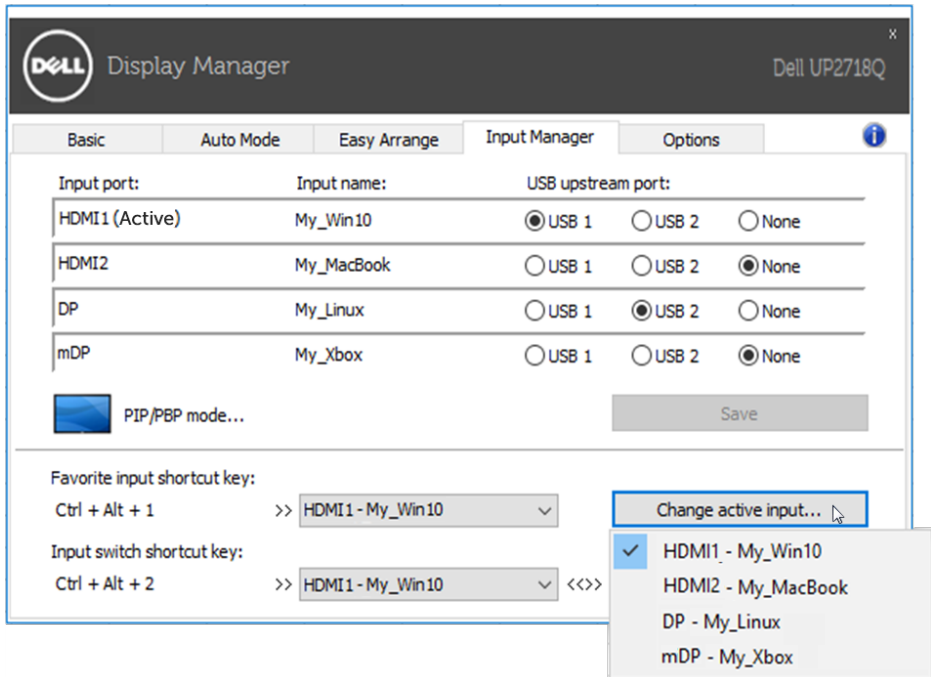 x
DELL Display Manager Dell UP2718Q
Basic Auto Mode Easy Arrange Input Manager Options i
Input port: Input name: USB upstream port:
HDMI1 (Active) My_Win10 USB 1 USB 2 None
HDMI2 My_MacBook USB 1 USB 2 None
DP My_Linux USB 1 USB 2 None
mDP My_Xbox USB 1 USB 2 None
PIP/PBP mode... Save
Favorite input shortcut key:
Ctrl + Alt + 1 >> HDMI1 - My_Win10 Change active input...
Input switch shortcut key:
Ctrl + Alt + 2 >> HDMI1 - My_Win10 <<>>
HDMI1 - My_Win10
HDMI2 - My_MacBook
DP - My_Linux
mDP - My_Xbox